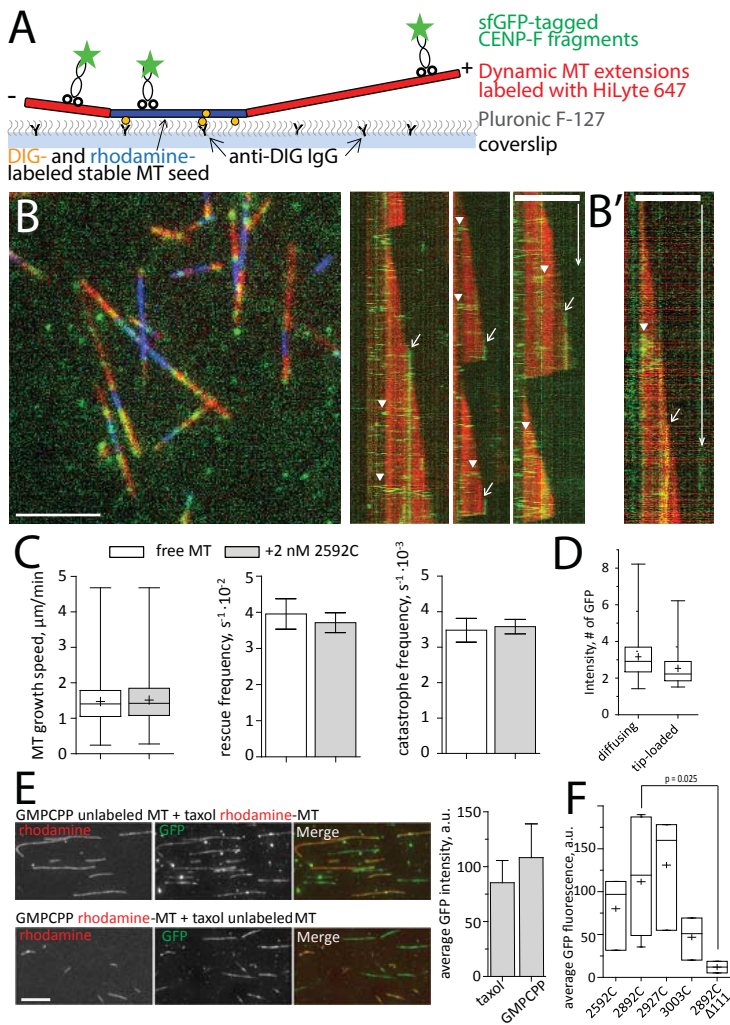 A
sfGFP-tagged
CENP-F fragments
+
Dynamic MT extensions
labeled with HiLyte 647
-
Pluronic F-127
coverslip
DIG- and rhodamine-
labeled stable MT seed
anti-DIG IgG
B
B'
C
free MT
+2 nM 2592C
MT growth speed, μm/min
5
4
3
2
1
0
rescue frequency, s⁻¹·10⁻²
5
4
3
2
1
0
catastrophe frequency, s⁻¹·10⁻³
5
4
3
2
1
0
D
Intensity, # of GFP
8
6
4
2
0
diffusing
tip-loaded
E
GMPCPP unlabeled MT + taxol rhodamine-MT
rhodamine
GFP
Merge
GMPCPP rhodamine-MT + taxol unlabeled MT
rhodamine
GFP
Merge
average GFP intensity, a.u.
150
100
50
0
taxol
GMPCPP
F
p = 0.025
average GFP fluorescence, a.u.
200
150
100
50
0
2592C
2892C
2927C
3003C
2892C
Δ111